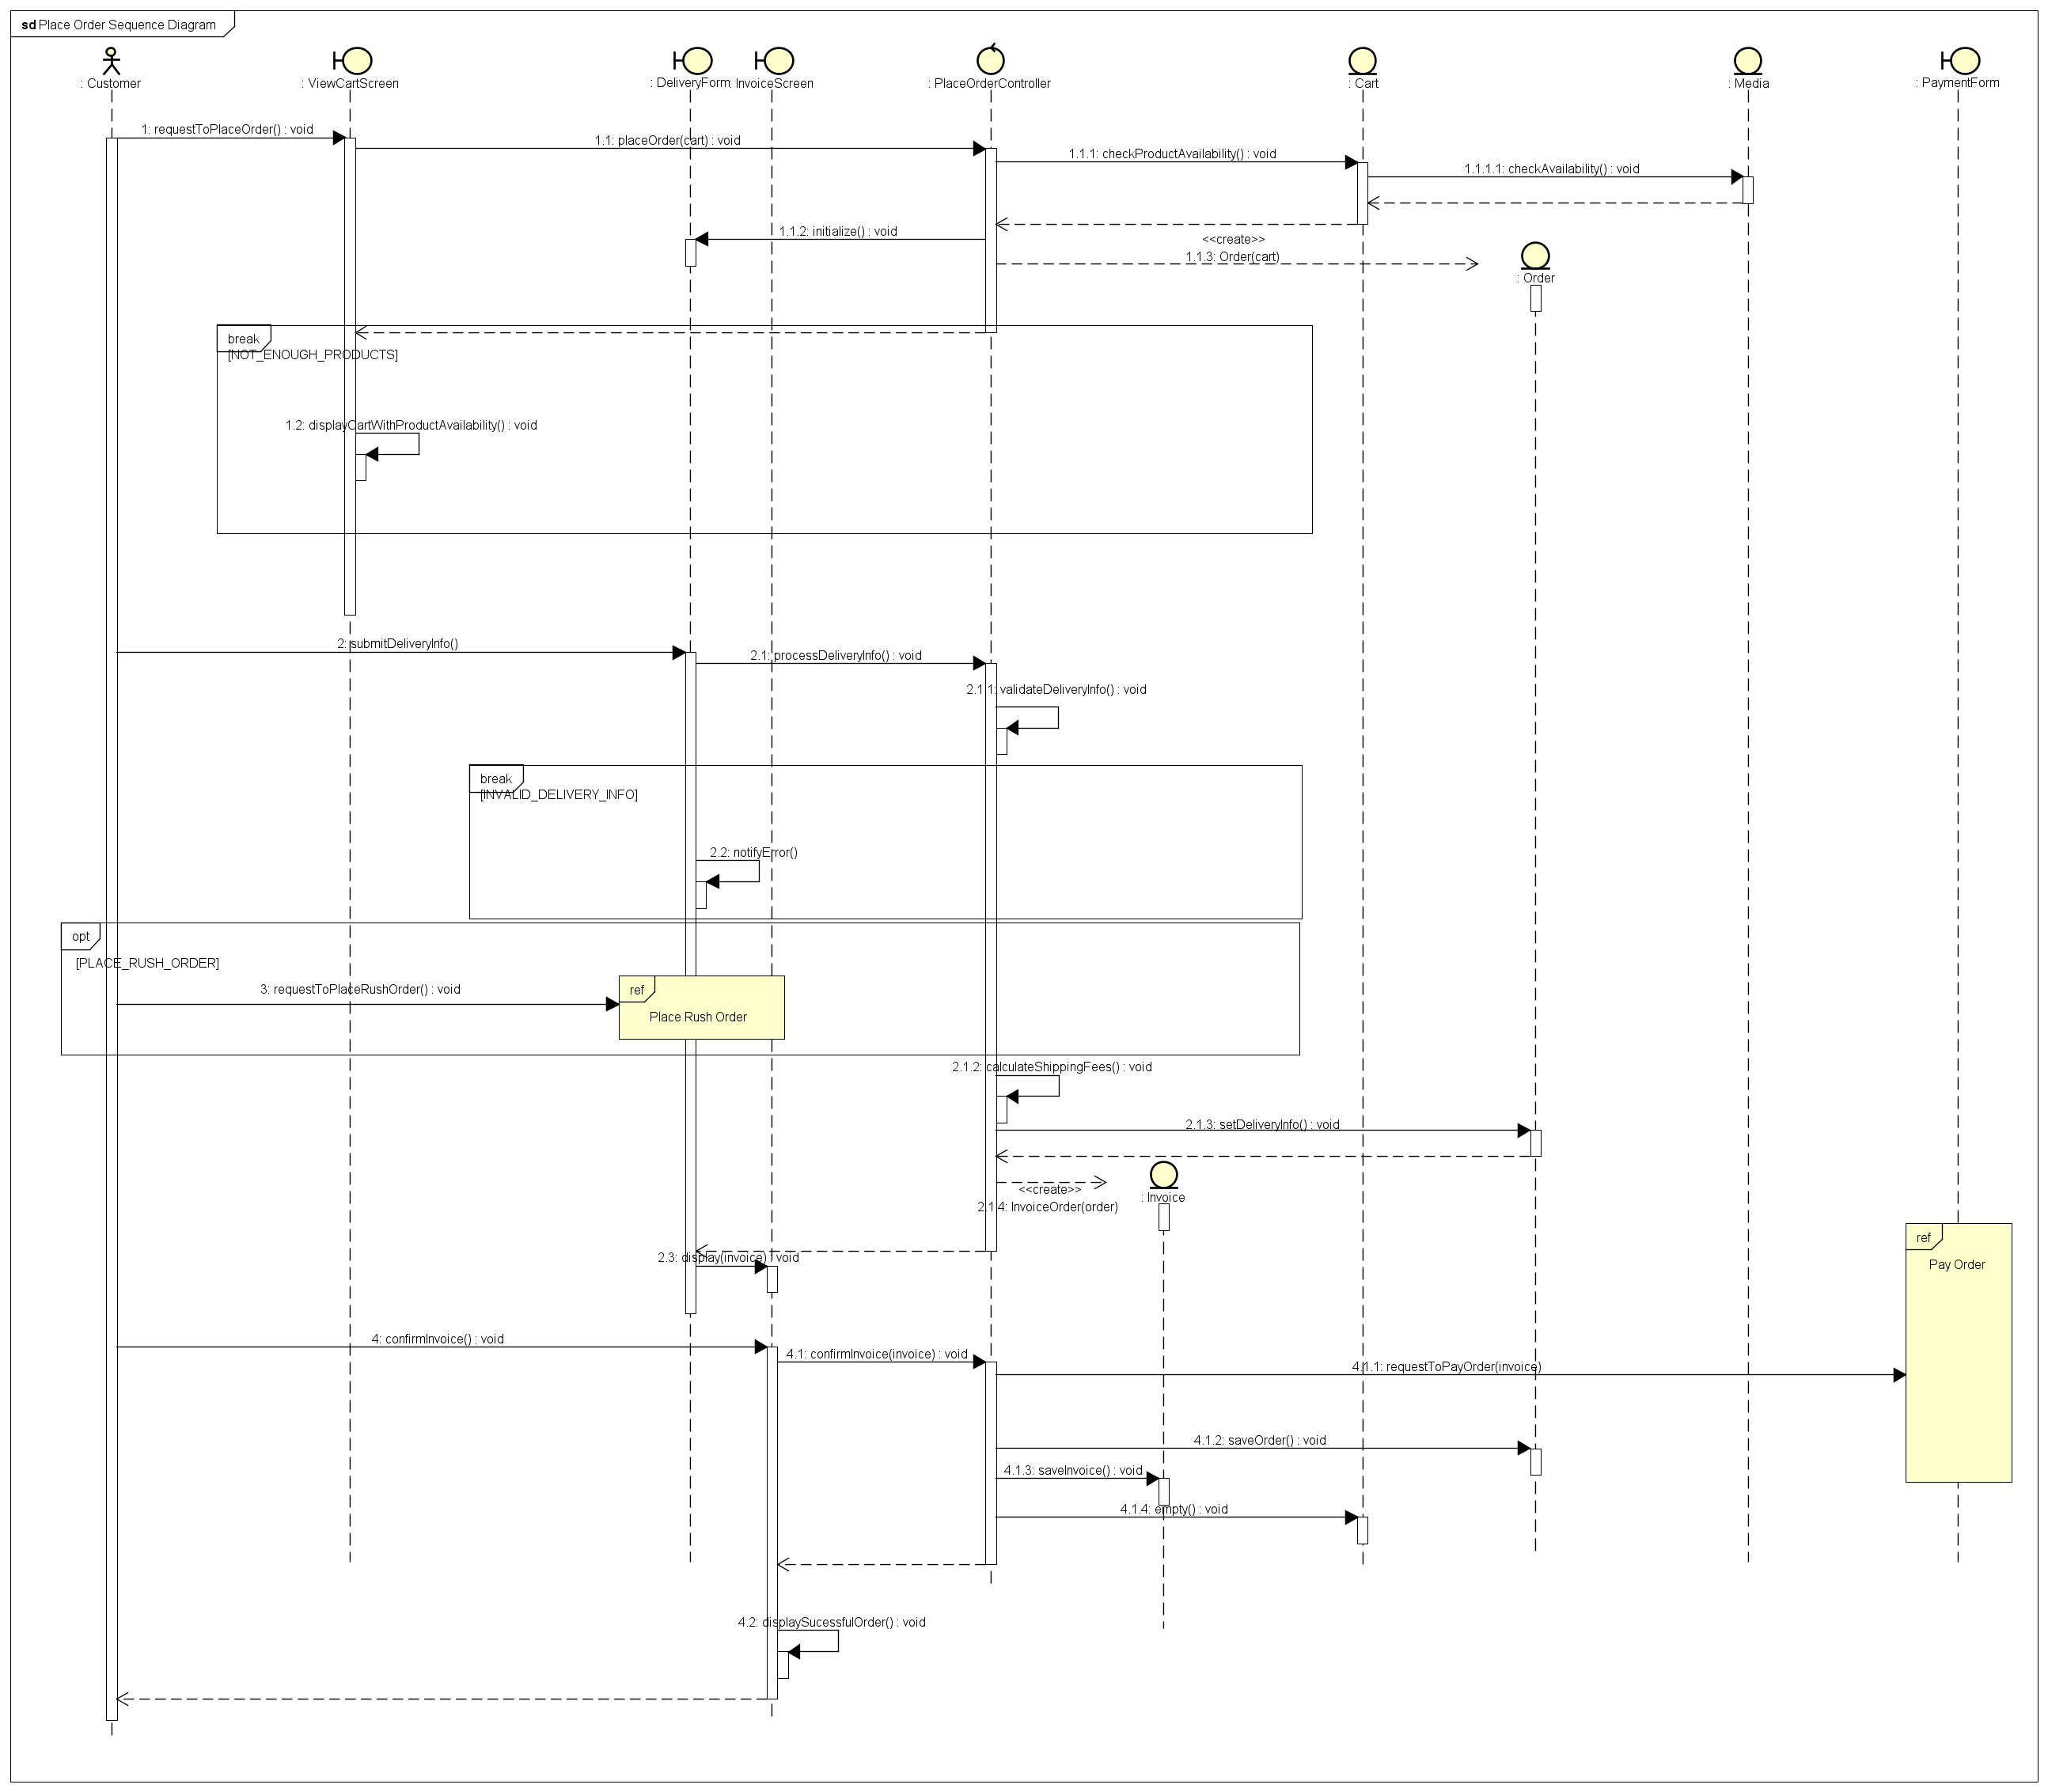 sd Place Order Sequence Diagram
: Customer
: ViewCartScreen
: DeliveryForm
: InvoiceScreen
: PlaceOrderController
: Cart
: Media
: PaymentForm
1: requestToPlaceOrder() : void
1.1: placeOrder(cart) : void
1.1.1: checkProductAvailability() : void
1.1.1.1: checkAvailability() : void
1.1.2: initialize() : void
<<create>>
1.1.3: Order(cart)
: Order
break
[NOT_ENOUGH_PRODUCTS]
1.2: displayCartWithProductAvailability() : void
2: submitDeliveryInfo()
2.1: processDeliveryInfo() : void
2.1.1: validateDeliveryInfo() : void
break
[INVALID_DELIVERY_INFO]
2.2: notifyError()
opt
[PLACE_RUSH_ORDER]
3: requestToPlaceRushOrder() : void
ref
Place Rush Order
2.1.2: calculateShippingFees() : void
2.1.3: setDeliveryInfo() : void
<<create>>
2.1.4: InvoiceOrder(order)
: Invoice
ref
Pay Order
2.3: display(invoice) : void
4: confirmInvoice() : void
4.1: confirmInvoice(invoice) : void
4.1.1: requestToPayOrder(invoice)
4.1.2: saveOrder() : void
4.1.3: saveInvoice() : void
4.1.4: empty() : void
4.2: displaySucessfulOrder() : void